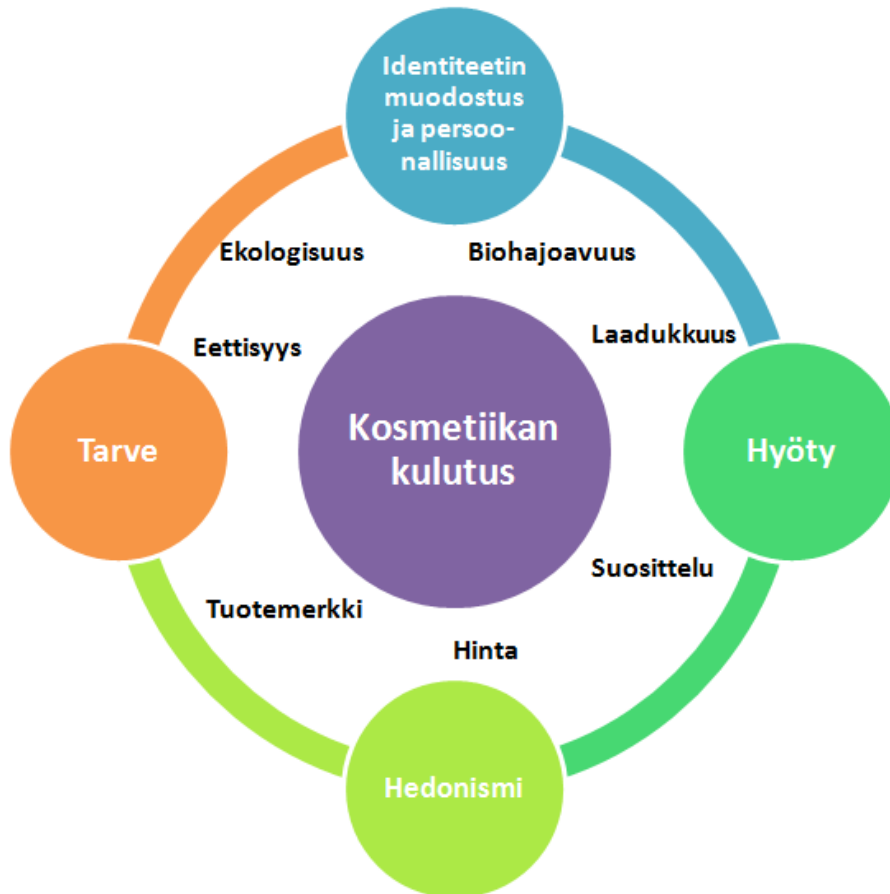 Identiteetin
muodostus
ja persoo-
nallisuus
Ekologisuus
Biohajoavuus
Eettisyys
Laadukkuus
Tarve
Kosmetiikan
kulutus
Hyöty
Suosittelu
Tuotemerkki
Hinta
Hedonismi